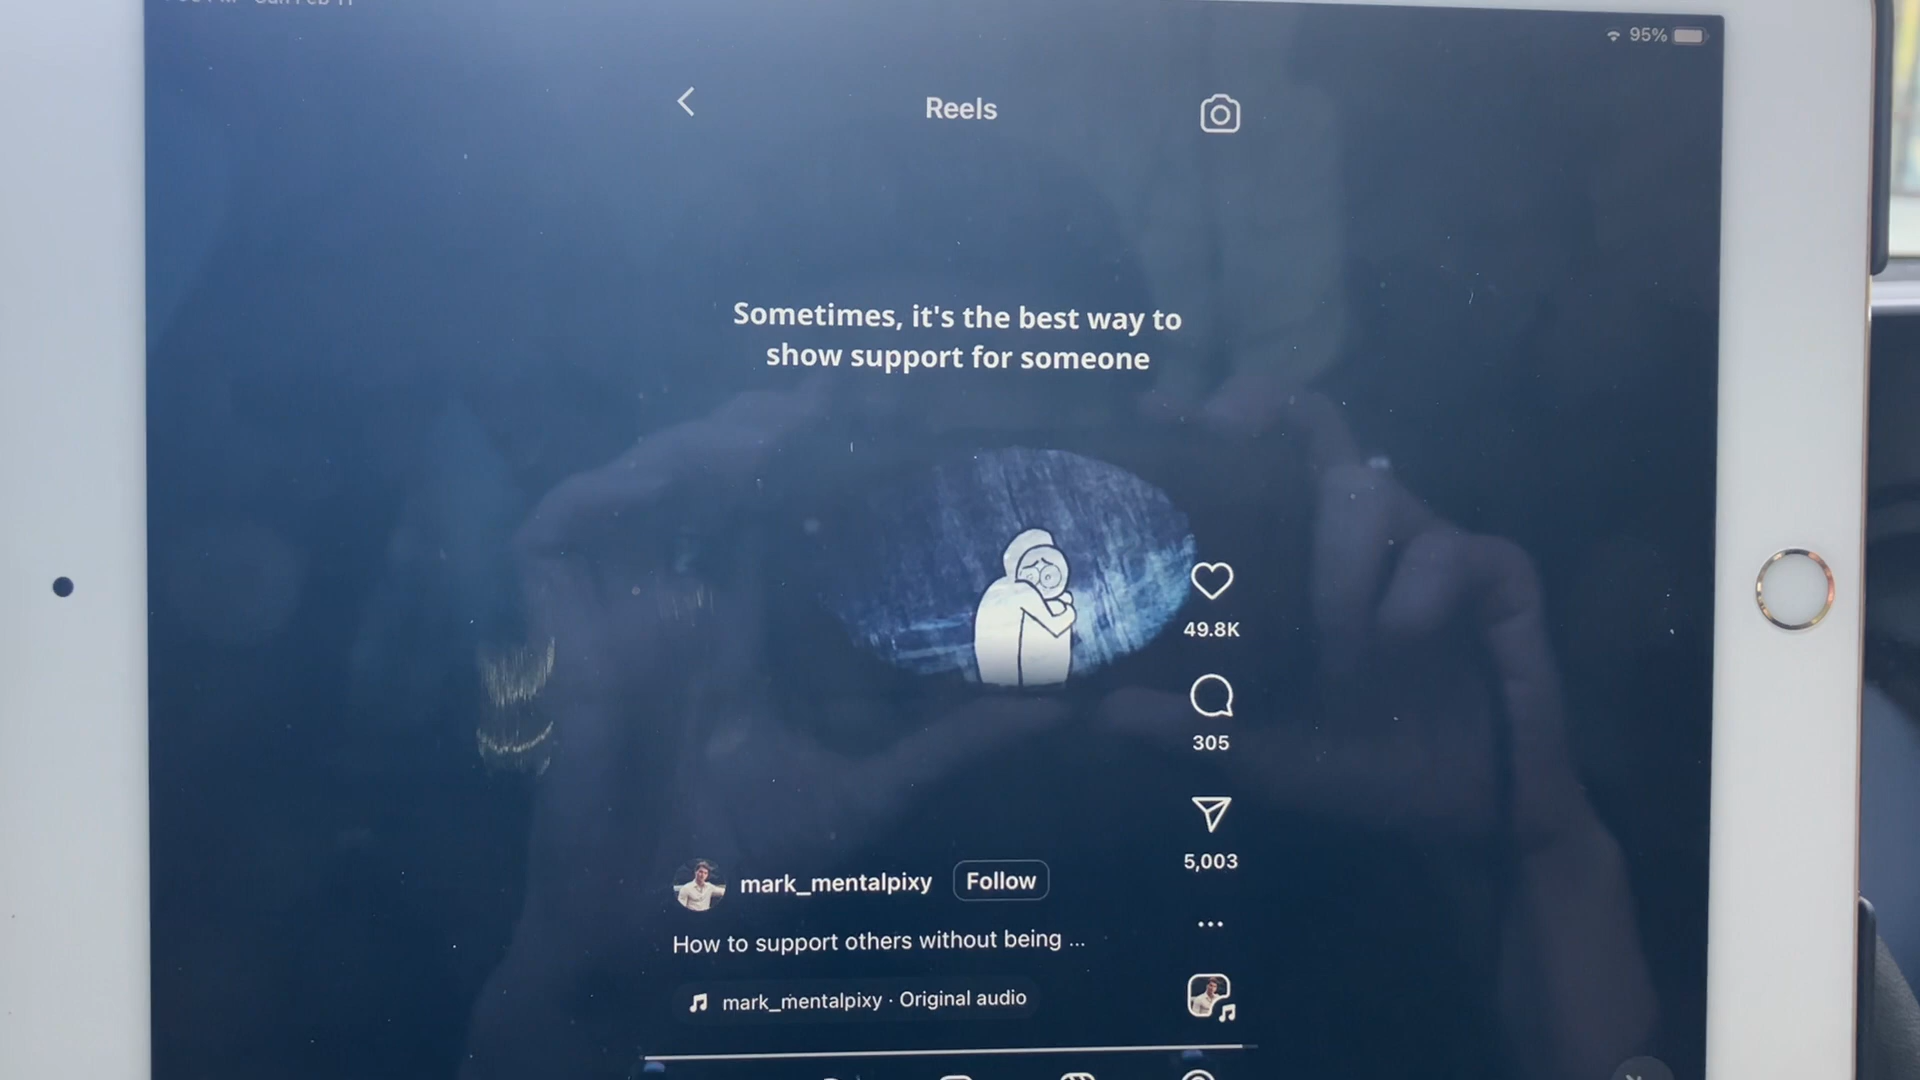 95%
Reels
Sometimes, it's the best way to
show support for someone
49.8K
305
5,003
mark_mentalpixy Follow
How to support others without being ...
mark_mentalpixy · Original audio